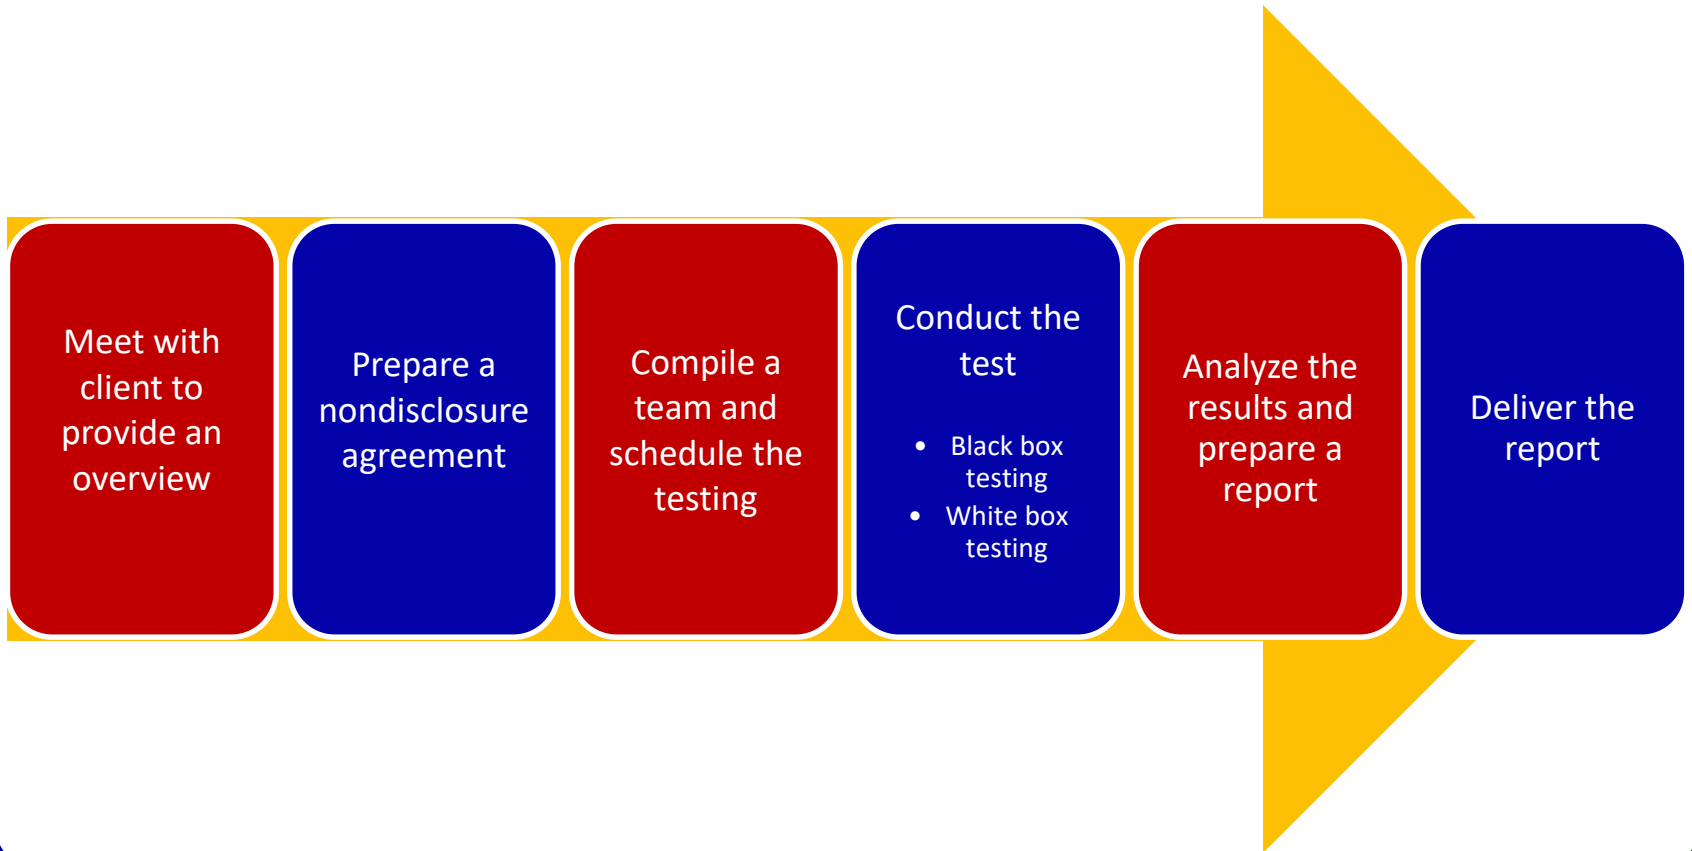 Meet with
client to
provide an
overview
Prepare a
nondisclosure
agreement
Compile a
team and
schedule the
testing
Conduct the
test
• Black box
testing
• White box
testing
Analyze the
results and
prepare a
report
Deliver the
report